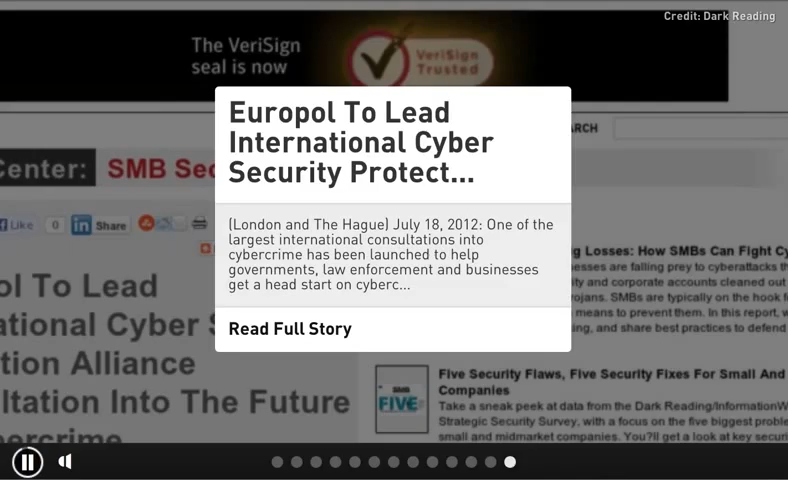 Credit: Dark Reading
The VeriSign
seal is now
VeriSign
Trusted
Europol To Lead
International Cyber
Security Protect...
Center:
SMB Sec
Like
0
in Share
(London and The Hague) July 18, 2012: One of the
largest international consultations into
cybercrime has been launched to help
governments, law enforcement and businesses
get a head start on cyberc...
Read Full Story
ol To Lead
ational Cyber S
tion Alliance
ltation Into The Future
g Losses: How SMBs Can Fight Cy
esses are falling prey to cyberattacks th
ity and corporate accounts cleaned out
rojans. SMBs are typically on the hook f
means to prevent them. In this report, w
ing, and share best practices to defend
SMB
FIVE
Five Security Flaws, Five Security Fixes For Small And
Companies
Take a sneak peek at data from the Dark Reading/InformationW
Strategic Security Survey, with a focus on the five biggest proble
small and midmarket companies. You?ll get a look at key securi